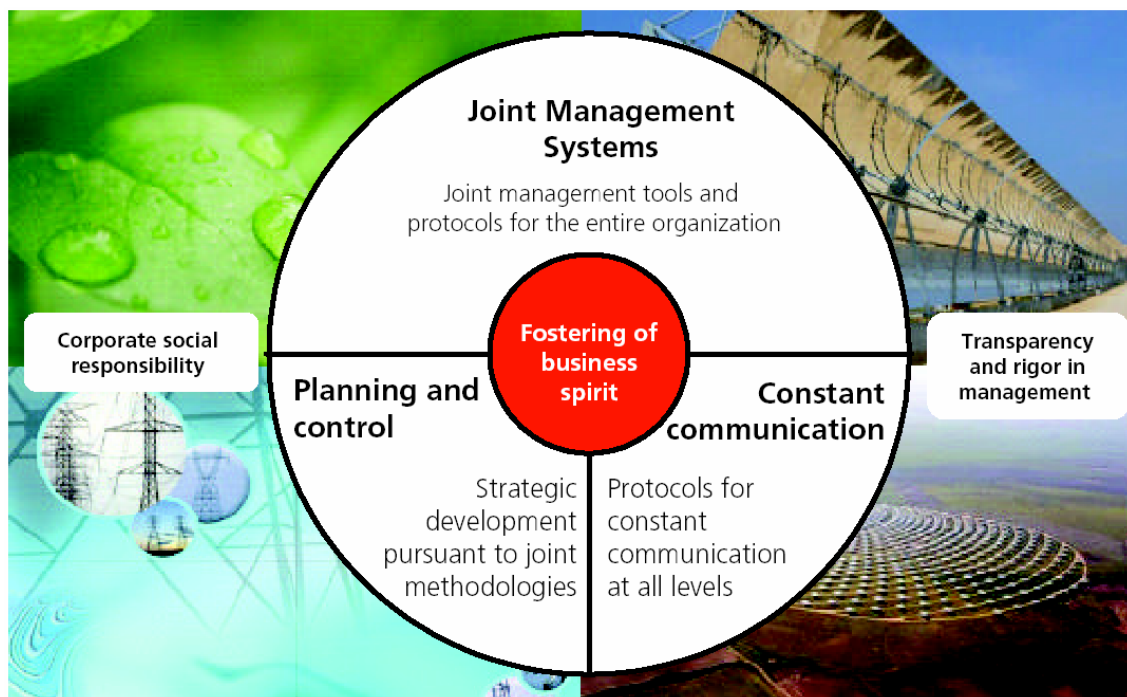 Joint Management
Systems
Joint management tools and
protocols for the entire organization
Fostering of
business
spirit
Corporate social
responsibility
Transparency
and rigor in
management
Planning and
control
Constant
communication
Strategic
development
pursuant to joint
methodologies
Protocols for
constant
communication
at all levels